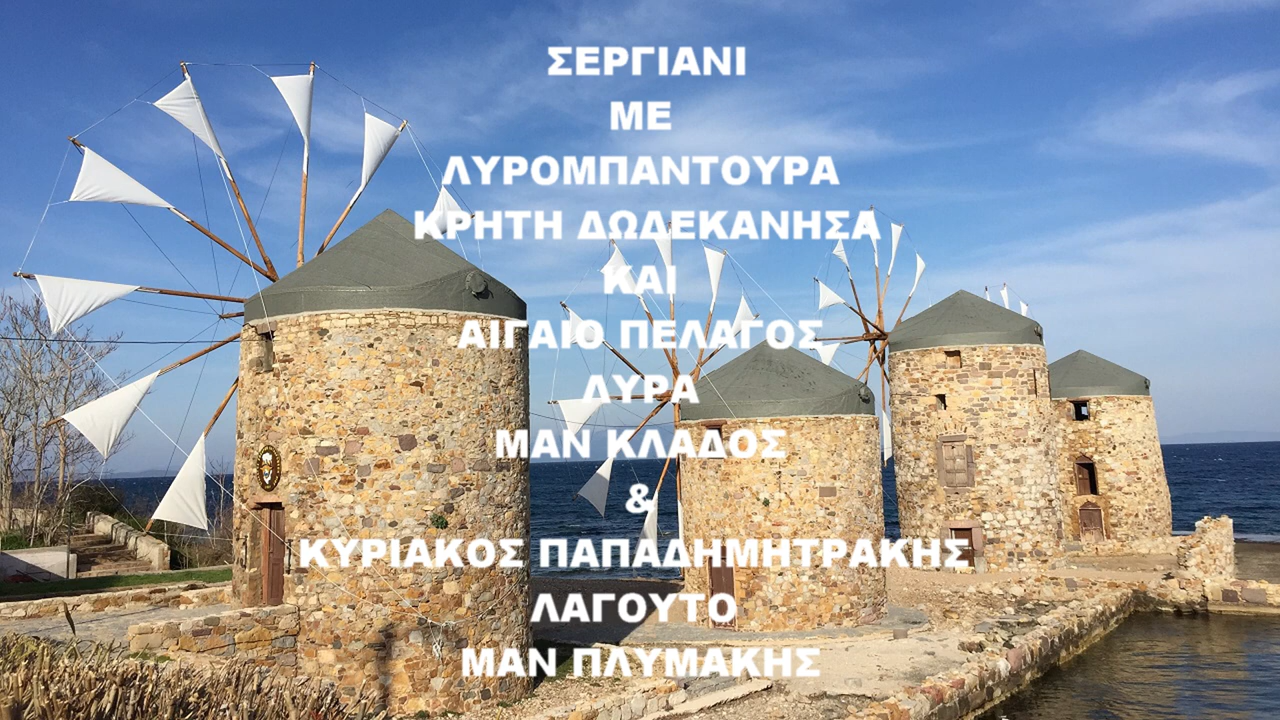 ΣΕΡΓΙΑΝΙ
ΜΕ
ΛΥΡΟΜΠΑΝΤΟΥΡΑ
ΚΡΗΤΗ ΔΩΔΕΚΑΝΗΣΑ
ΚΑΙ
ΑΙΓΑΙΟ ΠΕΛΑΓΟΣ
ΛΥΡΑ
ΜΑΝ ΚΛΑΔΟΣ
&
ΚΥΡΙΑΚΟΣ ΠΑΠΑΔΗΜΗΤΡΑΚΗΣ
ΛΑΓΟΥΤΟ
ΜΑΝ ΠΛΥΜΑΚΗΣ